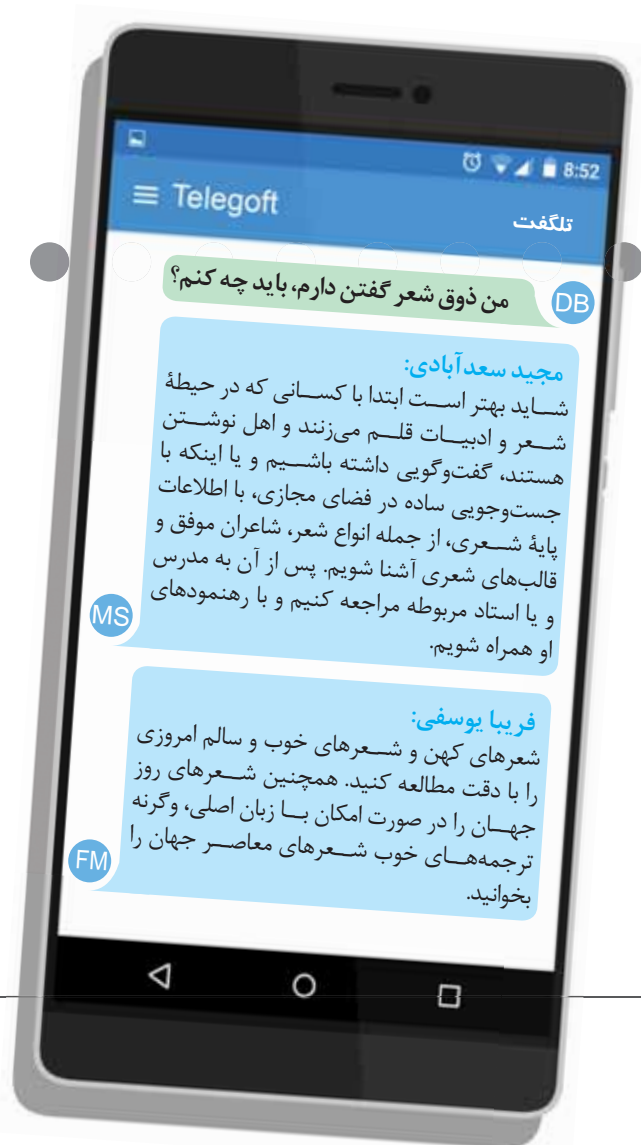 8:52
Telegoft
تلگفت
من ذوق شعر گفتن دارم، باید چه کنم؟
DB
مجید سعدآبادی:
شاید بهتر است ابتدا با کسانی که در حیطهٔ
شعر و ادبیات قلم می‌زنند و اهل نوشتن
هستند، گفت‌وگویی داشته باشیم و یا اینکه با
جست‌وجویی ساده در فضای مجازی، با اطلاعات
پایهٔ شعری، از جمله انواع شعر، شاعران موفق و
قالب‌های شعری آشنا شویم. پس از آن به مدرس
و یا استاد مربوطه مراجعه کنیم و با رهنمودهای
او همراه شویم.
MS
فریبا یوسفی:
شعرهای کهن و شعرهای خوب و سالم امروزی
را با دقت مطالعه کنید. همچنین شعرهای روز
جهان را در صورت امکان با زبان اصلی، وگرنه
ترجمه‌های خوب شعرهای معاصر جهان را
بخوانید.
FM